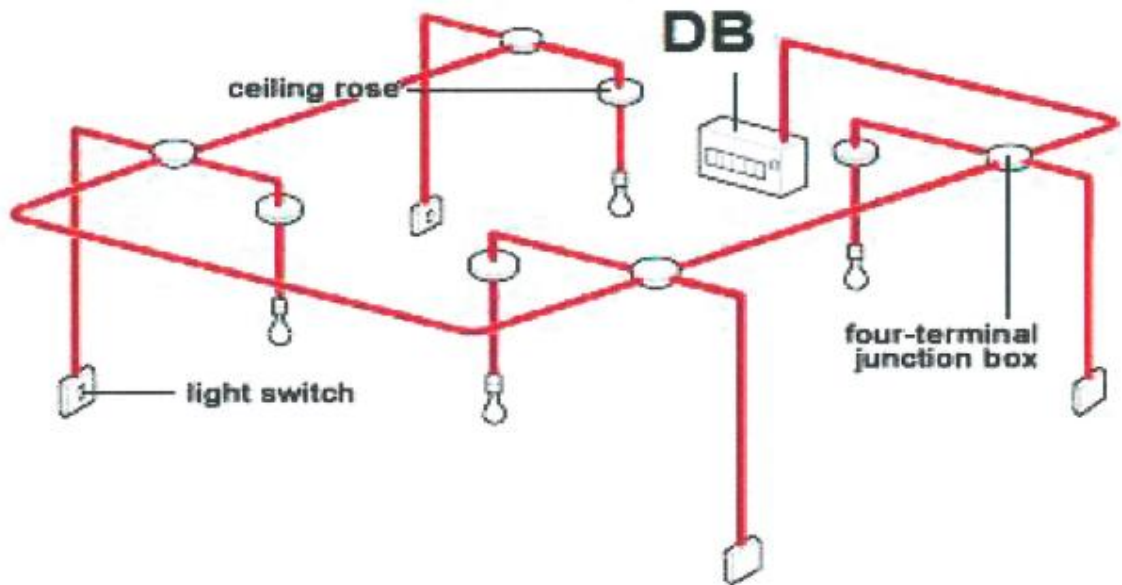 DB
ceiling rose
four-terminal
junction box
light switch